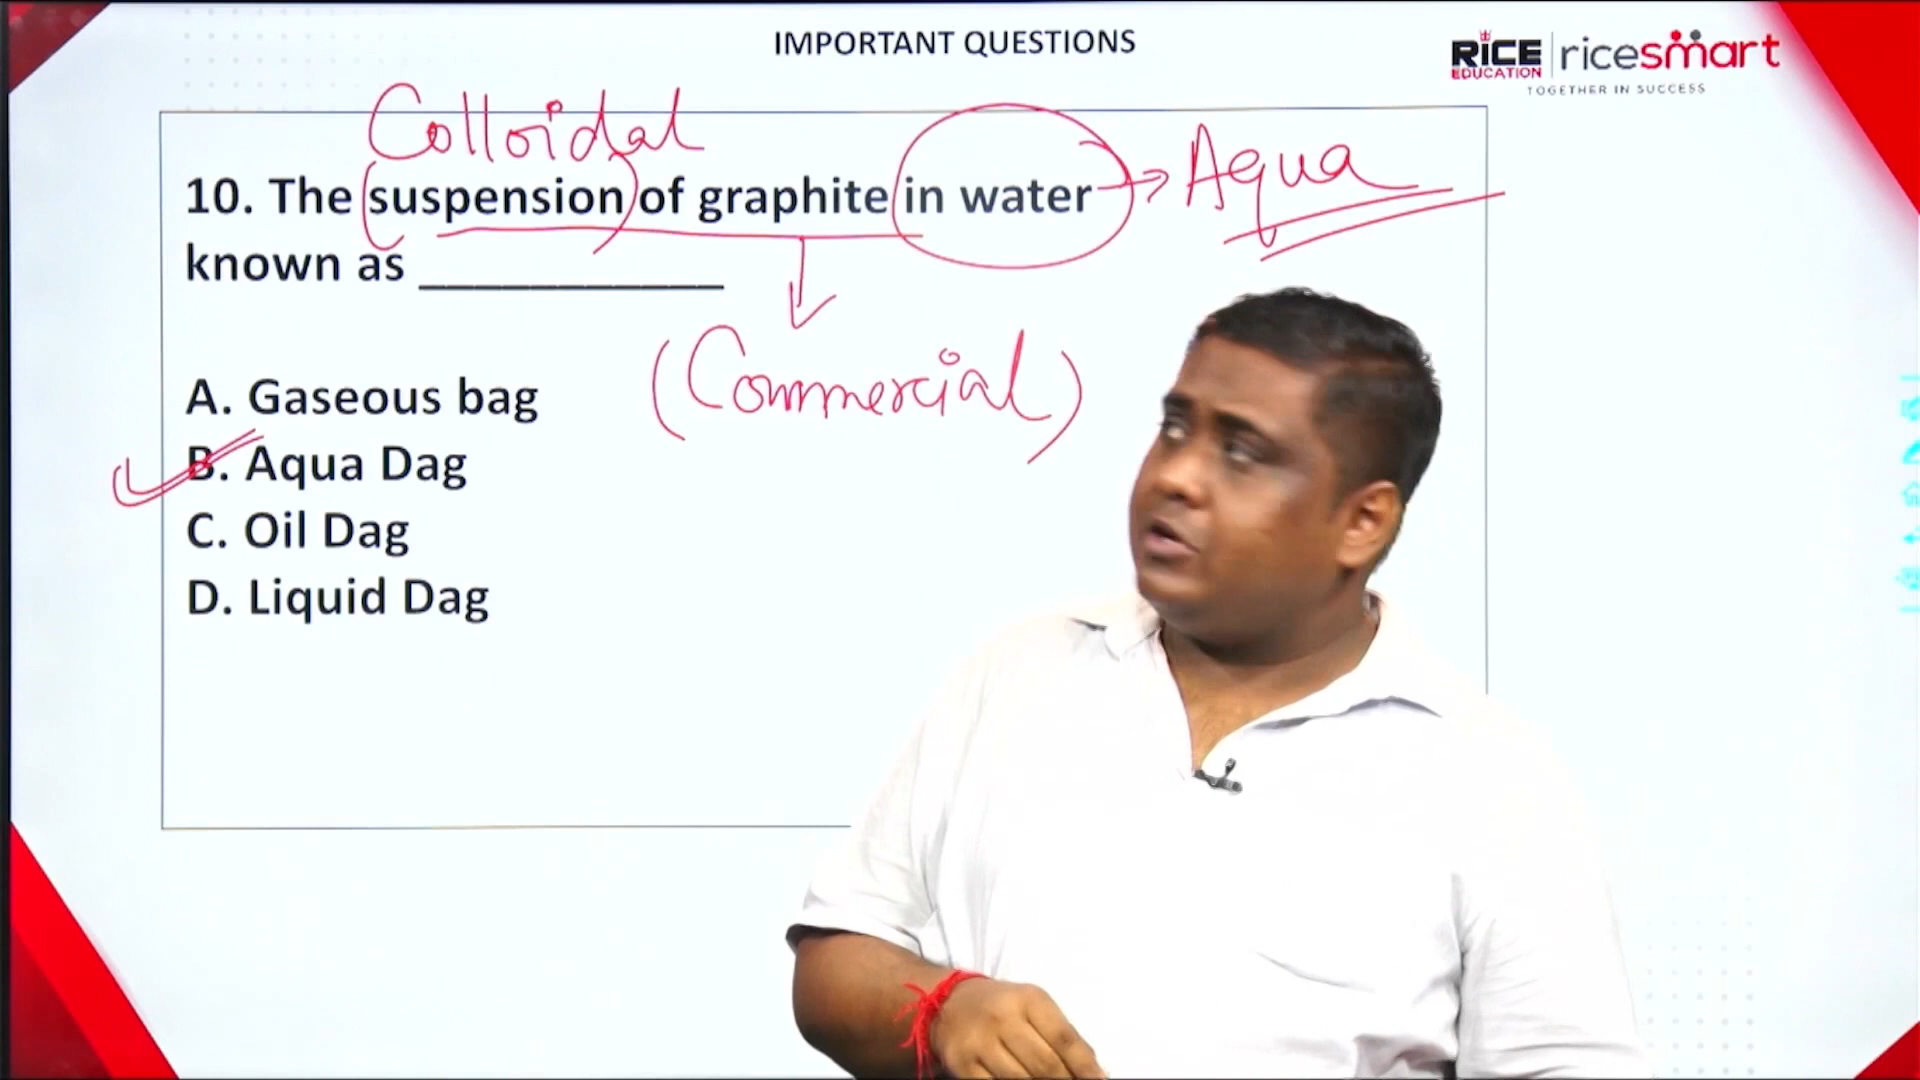 IMPORTANT QUESTIONS
RICE EDUCATION
ricesmart
TOGETHER IN SUCCESS
Colloidal
10. The suspension of graphite in water
Aqua
known as ____________
(Commercial)
A. Gaseous bag
B. Aqua Dag
C. Oil Dag
D. Liquid Dag